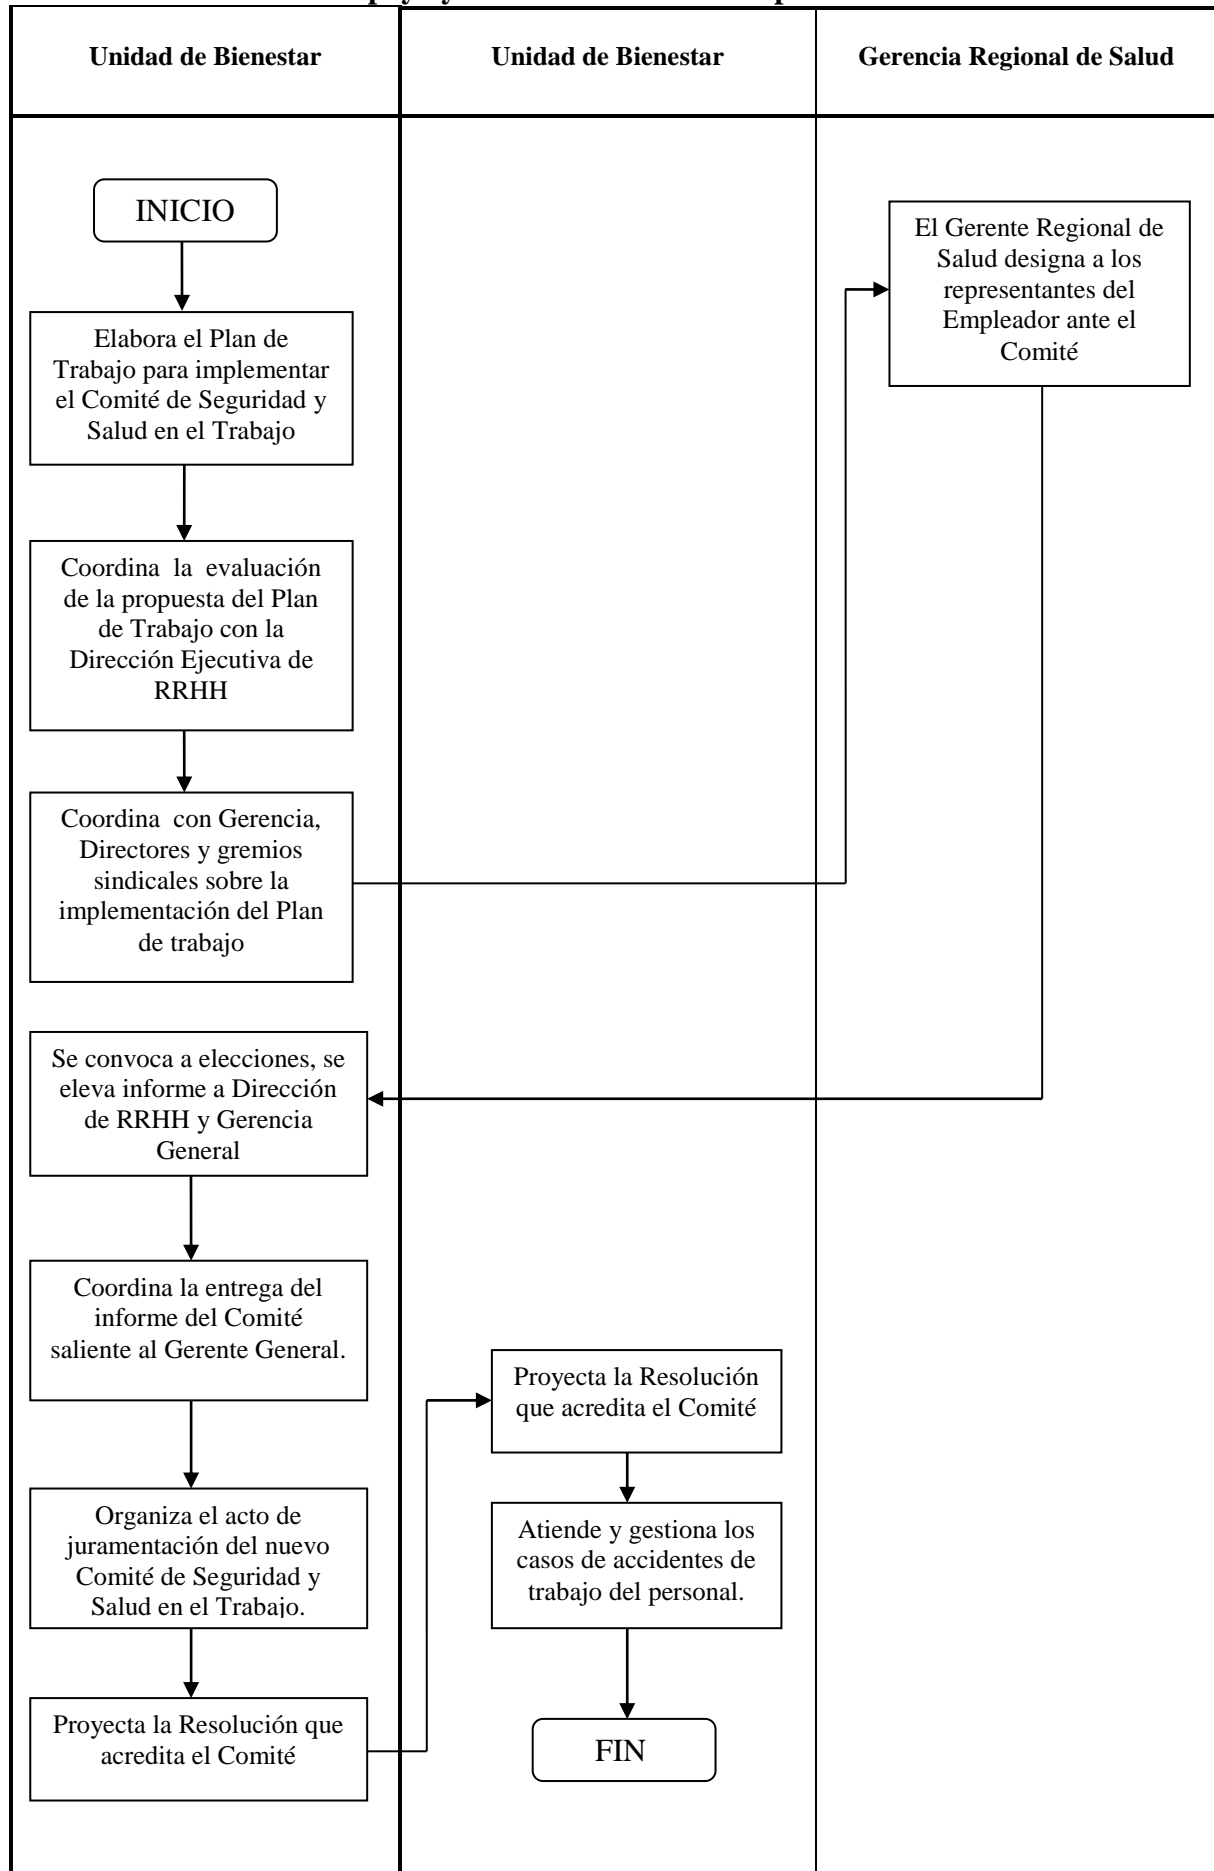 Unidad de Bienestar
Unidad de Bienestar
Gerencia Regional de Salud
INICIO
Elabora el Plan de
Trabajo para implementar
el Comité de Seguridad y
Salud en el Trabajo
Coordina la evaluación
de la propuesta del Plan
de Trabajo con la
Dirección Ejecutiva de
RRHH
Coordina con Gerencia,
Directores y gremios
sindicales sobre la
implementación del Plan
de trabajo
El Gerente Regional de
Salud designa a los
representantes del
Empleador ante el
Comité
Se convoca a elecciones, se
eleva informe a Dirección
de RRHH y Gerencia
General
Coordina la entrega del
informe del Comité
saliente al Gerente General.
Organiza el acto de
juramentación del nuevo
Comité de Seguridad y
Salud en el Trabajo.
Proyecta la Resolución que
acredita el Comité
Proyecta la Resolución
que acredita el Comité
Atiende y gestiona los
casos de accidentes de
trabajo del personal.
FIN